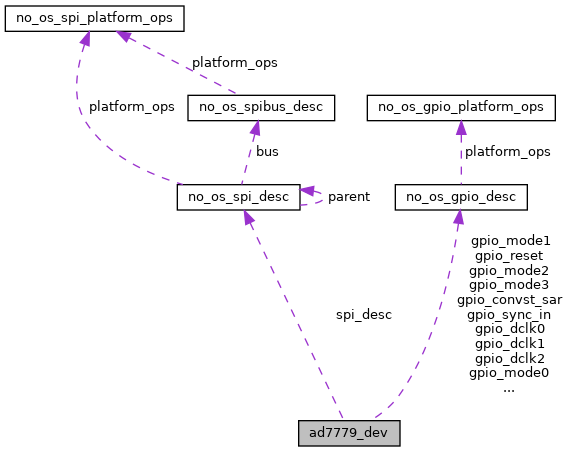 no_os_spi_platform_ops
platform_ops
platform_ops
no_os_spibus_desc
no_os_gpio_platform_ops
bus
platform_ops
no_os_spi_desc
parent
no_os_gpio_desc
spi_desc
gpio_mode1
gpio_reset
gpio_mode2
gpio_mode3
gpio_convst_sar
gpio_sync_in
gpio_dclk0
gpio_dclk1
gpio_dclk2
gpio_mode0
...
ad7779_dev